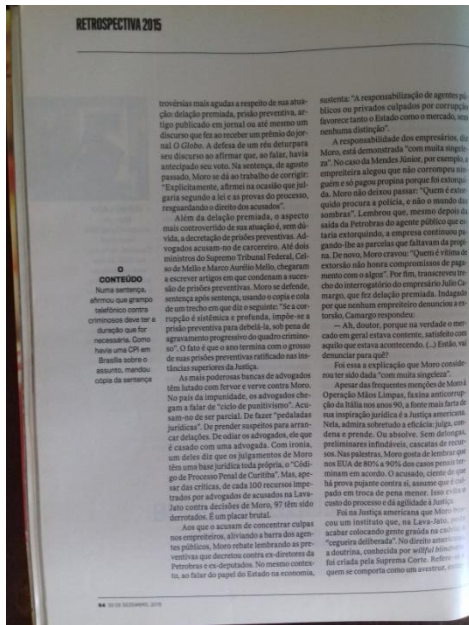 RETROSPECTIVA 2015
trovérsias mais agudas a respeito de sua atua-
ção: delação premiada, prisão preventiva, ar-
tigo publicado em jornal ou até mesmo um
discurso que fez ao receber um prêmio do jor-
nal O Globo. A defesa de um réu deturpara
seu discurso ao afirmar que, ao falar, havia
antecipado seu voto. Na sentença, de agosto
passado, Moro se dá ao trabalho de corrigir:
"Explicitamente, afirmei na ocasião que jul-
garia segundo a lei e as provas do processo,
resguardando o direito dos acusados".
Além da delação premiada, o aspecto
mais controvertido de sua atuação é, sem dú-
vida, a decretação de prisões preventivas. Ad-
vogados acusam-no de carcereiro. Até dois
ministros do Supremo Tribunal Federal, Cel-
so de Mello e Marco Aurélio Mello, chegaram
a escrever artigos em que condenam a suces-
são de prisões preventivas. Moro se defende,
sentença após sentença, usando o copia e cola
de um trecho em que diz o seguinte: "Se a cor-
rupção é sistêmica e profunda, impõe-se a
prisão preventiva para debelá-la, sob pena de
agravamento progressivo do quadro crimino-
so". O fato é que o ano termina com o grosso
de suas prisões preventivas ratificado nas ins-
tâncias superiores da Justiça.
As mais poderosas bancas de advogados
têm lutado com fervor e verve contra Moro.
No país da impunidade, os advogados che-
gam a falar de "ciclo de punitivismo". Acu-
sam-no de ser parcial. De fazer "pedaladas
jurídicas". De prender suspeitos para arran-
car delações. De odiar os advogados, ele que
é casado com uma advogada. Com ironia,
um deles diz que os julgamentos de Moro
têm uma base jurídica toda própria, o "Códi-
go de Processo Penal de Curitiba". Mas, ape-
sar das críticas, de cada 100 recursos impe-
trados por advogados de acusados na Lava-
Jato contra decisões de Moro, 97 têm sido
derrotados. É um placar brutal.
Aos que o acusam de concentrar culpas
nos empreiteiros, aliviando a barra dos agen-
tes públicos, Moro rebate lembrando as pre-
ventivas que decretou contra ex-diretores da
Petrobras e ex-deputados. No mesmo contex-
to, ao falar do papel do Estado na economia,
O
CONTEÚDO
Numa sentença,
afirmou que grampo
telefônico contra
criminosos deve ter a
duração que for
necessária. Como
havia uma CPI em
Brasília sobre o
assunto, mandou
cópia da sentença
sustenta: "A responsabilização de agentes pú-
blicos ou privados culpados por corrupção
favorece tanto o Estado como o mercado, sem
nenhuma distinção".
A responsabilidade dos empresários, diz
Moro, está demonstrada "com muita singele-
za". No caso da Mendes Júnior, por exemplo, a
empreiteira alegou que não corrompeu nin-
guém e só pagou propina porque foi extorqui-
da. Moro não deixou passar: "Quem é extor-
quido procura a polícia, e não o mundo das
sombras". Lembrou que, mesmo depois da
saída da Petrobras do agente público que es-
taria extorquindo, a empresa continuou pa-
gando-lhe as parcelas que faltavam da propi-
na. De novo, Moro cravou: "Quem é vítima de
extorsão não honra compromissos de paga-
mento com o algoz". Por fim, transcreveu tre-
cho do interrogatório do empresário Julio Ca-
margo, que fez delação premiada. Indagado
por que nenhum empreiteiro denunciou a ex-
torsão, Camargo respondeu:
— Ah, doutor, porque na verdade o mer-
cado em geral estava contente, satisfeito com
aquilo que estava acontecendo. (...) Então, vai
denunciar para quê?
Foi essa a explicação que Moro conside-
rou ter sido dada "com muita singeleza".
Apesar das frequentes menções de Moro à
Operação Mãos Limpas, faxina anticorrup-
ção da Itália nos anos 90, a fonte mais farta de
sua inspiração jurídica é a Justiça americana.
Nela, admira sobretudo a eficácia: julga, con-
dena e prende. Ou absolve. Sem delongas,
preliminares infindáveis, cascatas de recur-
sos. Nas palestras, Moro gosta de lembrar que
nos EUA de 80% a 90% dos casos penais ter-
minam em acordo. O acusado, ciente de que
há prova pujante contra si, assume que é cul-
pado em troca de pena menor. Isso evita o
custo do processo e dá agilidade à Justiça.
Foi na Justiça americana que Moro bus-
cou um instituto que, na Lava-Jato,
acabar colocando gente graúda na cadeia:
"cegueira deliberada". No direito americano,
a doutrina, conhecida por willful blindness,
foi criada pela Suprema Corte. Refere-se a
quem se comporta como um avestruz,
54 30 DE DEZEMBRO, 2015